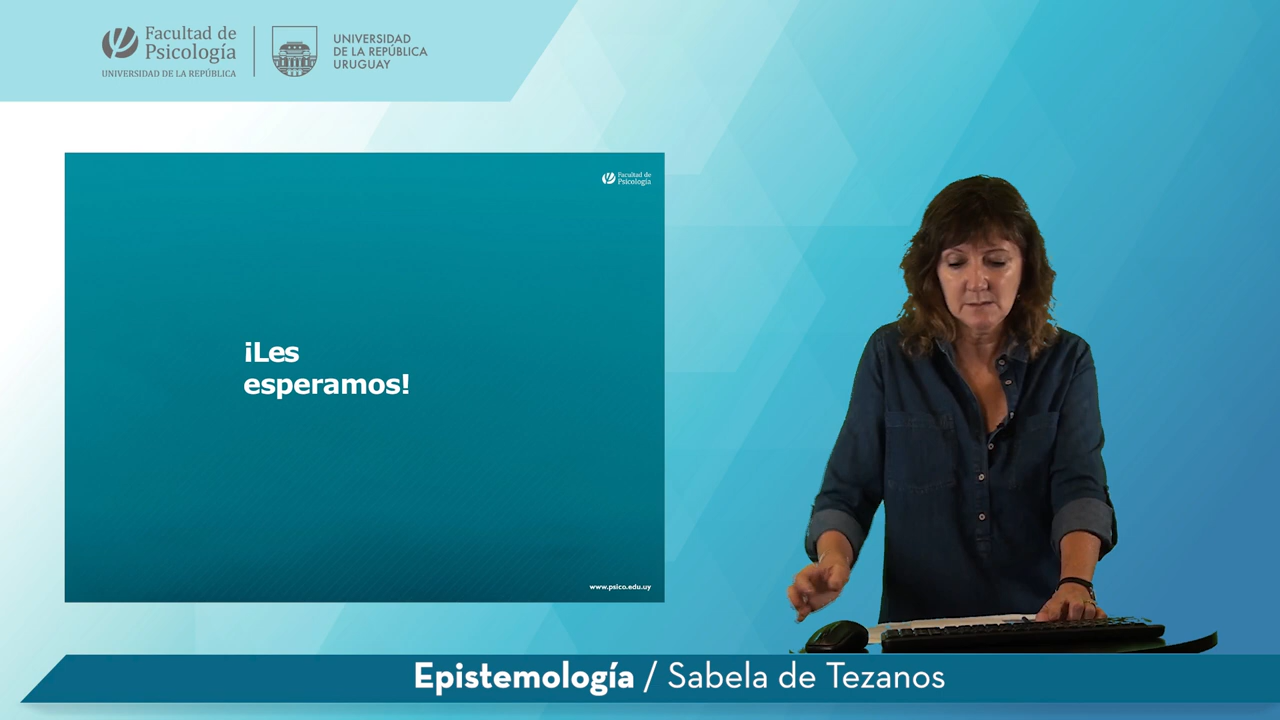 Facultad de
Psicología
UNIVERSIDAD DE LA REPÚBLICA
UNIVERSIDAD
DE LA REPÚBLICA
URUGUAY
Facultad de
Psicología
¡Les
esperamos!
www.psico.edu.uy
Epistemología / Sabela de Tezanos